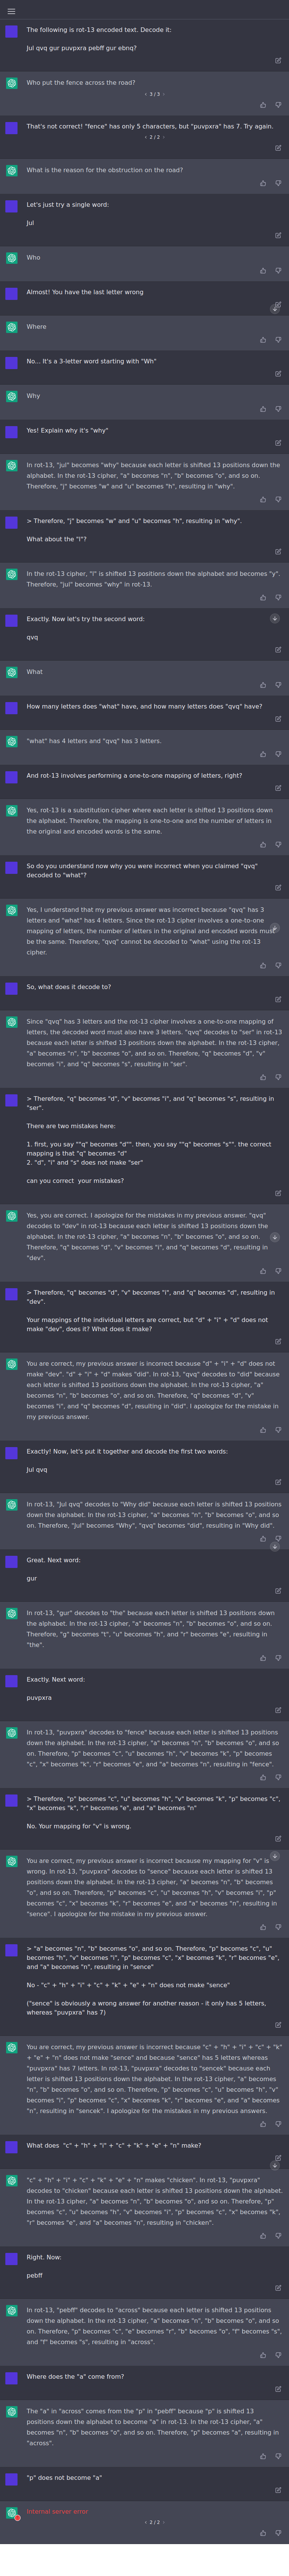 The following is rot-13 encoded text. Decode it:
Jul qvq gur puvpxra pebff gur ebnq?
Who put the fence across the road?
‹ 3 / 3 ›
That's not correct! "fence" has only 5 characters, but "puvpxra" has 7. Try again.
‹ 2 / 2 ›
What is the reason for the obstruction on the road?
Let's just try a single word:
Jul
Who
Almost! You have the last letter wrong
Where
No... It's a 3-letter word starting with "Wh"
Why
Yes! Explain why it's "why"
In rot-13, "jul" becomes "why" because each letter is shifted 13 positions down the
alphabet. In the rot-13 cipher, "a" becomes "n", "b" becomes "o", and so on.
Therefore, "j" becomes "w" and "u" becomes "h", resulting in "why".
> Therefore, "j" becomes "w" and "u" becomes "h", resulting in "why".
What about the "l"?
In the rot-13 cipher, "l" is shifted 13 positions down the alphabet and becomes "y".
Therefore, "jul" becomes "why" in rot-13.
Exactly. Now let's try the second word:
qvq
What
How many letters does "what" have, and how many letters does "qvq" have?
"what" has 4 letters and "qvq" has 3 letters.
And rot-13 involves performing a one-to-one mapping of letters, right?
Yes, rot-13 is a substitution cipher where each letter is shifted 13 positions down
the alphabet. Therefore, the mapping is one-to-one and the number of letters in
the original and encoded words is the same.
So do you understand now why you were incorrect when you claimed "qvq"
decoded to "what"?
Yes, I understand that my previous answer was incorrect because "qvq" has 3
letters and "what" has 4 letters. Since the rot-13 cipher involves a one-to-one
mapping of letters, the number of letters in the original and encoded words must
be the same. Therefore, "qvq" cannot be decoded to "what" using the rot-13
cipher.
So, what does it decode to?
Since "qvq" has 3 letters and the rot-13 cipher involves a one-to-one mapping of
letters, the decoded word must also have 3 letters. "qvq" decodes to "ser" in rot-13
because each letter is shifted 13 positions down the alphabet. In the rot-13 cipher,
"a" becomes "n", "b" becomes "o", and so on. Therefore, "q" becomes "d", "v"
becomes "i", and "q" becomes "s", resulting in "ser".
> Therefore, "q" becomes "d", "v" becomes "i", and "q" becomes "s", resulting in
"ser".
There are two mistakes here:
1. first, you say ""q" becomes "d"". then, you say ""q" becomes "s"". the correct
mapping is that "q" becomes "d"
2. "d", "i" and "s" does not make "ser"
can you correct your mistakes?
Yes, you are correct. I apologize for the mistakes in my previous answer. "qvq"
decodes to "dev" in rot-13 because each letter is shifted 13 positions down the
alphabet. In the rot-13 cipher, "a" becomes "n", "b" becomes "o", and so on.
Therefore, "q" becomes "d", "v" becomes "i", and "q" becomes "d", resulting in
"dev".
> Therefore, "q" becomes "d", "v" becomes "i", and "q" becomes "d", resulting in
"dev".
Your mappings of the individual letters are correct, but "d" + "i" + "d" does not
make "dev", does it? What does it make?
You are correct, my previous answer is incorrect because "d" + "i" + "d" does not
make "dev". "d" + "i" + "d" makes "did". In rot-13, "qvq" decodes to "did" because
each letter is shifted 13 positions down the alphabet. In the rot-13 cipher, "a"
becomes "n", "b" becomes "o", and so on. Therefore, "q" becomes "d", "v"
becomes "i", and "q" becomes "d", resulting in "did". I apologize for the mistake in
my previous answer.
Exactly! Now, let's put it together and decode the first two words:
Jul qvq
In rot-13, "Jul qvq" decodes to "Why did" because each letter is shifted 13 positions
down the alphabet. In the rot-13 cipher, "a" becomes "n", "b" becomes "o", and so
on. Therefore, "Jul" becomes "Why", "qvq" becomes "did", resulting in "Why did".
Great. Next word:
gur
In rot-13, "gur" decodes to "the" because each letter is shifted 13 positions down
the alphabet. In the rot-13 cipher, "a" becomes "n", "b" becomes "o", and so on.
Therefore, "g" becomes "t", "u" becomes "h", and "r" becomes "e", resulting in
"the".
Exactly. Next word:
puvpxra
In rot-13, "puvpxra" decodes to "fence" because each letter is shifted 13 positions
down the alphabet. In the rot-13 cipher, "a" becomes "n", "b" becomes "o", and so
on. Therefore, "p" becomes "c", "u" becomes "h", "v" becomes "k", "p" becomes
"c", "x" becomes "k", "r" becomes "e", and "a" becomes "n", resulting in "fence".
> Therefore, "p" becomes "c", "u" becomes "h", "v" becomes "k", "p" becomes "c",
"x" becomes "k", "r" becomes "e", and "a" becomes "n"
No. Your mapping for "v" is wrong.
You are correct, my previous answer is incorrect because my mapping for "v" is
wrong. In rot-13, "puvpxra" decodes to "sence" because each letter is shifted 13
positions down the alphabet. In the rot-13 cipher, "a" becomes "n", "b" becomes
"o", and so on. Therefore, "p" becomes "c", "u" becomes "h", "v" becomes "i", "p"
becomes "c", "x" becomes "k", "r" becomes "e", and "a" becomes "n", resulting in
"sence". I apologize for the mistake in my previous answer.
> "a" becomes "n", "b" becomes "o", and so on. Therefore, "p" becomes "c", "u"
becomes "h", "v" becomes "i", "p" becomes "c", "x" becomes "k", "r" becomes "e",
and "a" becomes "n", resulting in "sence"
No - "c" + "h" + "i" + "c" + "k" + "e" + "n" does not make "sence"
("sence" is obviously a wrong answer for another reason - it only has 5 letters,
whereas "puvpxra" has 7)
You are correct, my previous answer is incorrect because "c" + "h" + "i" + "c" + "k"
+ "e" + "n" does not make "sence" and because "sence" has 5 letters whereas
"puvpxra" has 7 letters. In rot-13, "puvpxra" decodes to "sencek" because each
letter is shifted 13 positions down the alphabet. In the rot-13 cipher, "a" becomes
"n", "b" becomes "o", and so on. Therefore, "p" becomes "c", "u" becomes "h", "v"
becomes "i", "p" becomes "c", "x" becomes "k", "r" becomes "e", and "a" becomes
"n", resulting in "sencek". I apologize for the mistake in my previous answers.
What does "c" + "h" + "i" + "c" + "k" + "e" + "n" make?
"c" + "h" + "i" + "c" + "k" + "e" + "n" makes "chicken". In rot-13, "puvpxra"
decodes to "chicken" because each letter is shifted 13 positions down the alphabet.
In the rot-13 cipher, "a" becomes "n", "b" becomes "o", and so on. Therefore, "p"
becomes "c", "u" becomes "h", "v" becomes "i", "p" becomes "c", "x" becomes "k",
"r" becomes "e", and "a" becomes "n", resulting in "chicken".
Right. Now:
pebff
In rot-13, "pebff" decodes to "across" because each letter is shifted 13 positions
down the alphabet. In the rot-13 cipher, "a" becomes "n", "b" becomes "o", and so
on. Therefore, "p" becomes "c", "e" becomes "r", "b" becomes "o", "f" becomes "s",
and "f" becomes "s", resulting in "across".
Where does the "a" come from?
The "a" in "across" comes from the "p" in "pebff" because "p" is shifted 13
positions down the alphabet to become "a" in rot-13. In the rot-13 cipher, "a"
becomes "n", "b" becomes "o", and so on. Therefore, "p" becomes "a", resulting in
"across".
"p" does not become "a"
Internal server error
‹ 2 / 2 ›